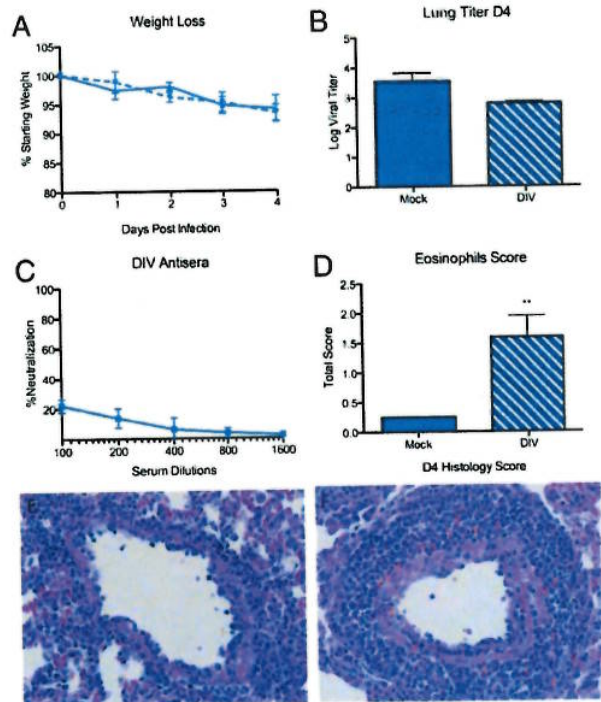 A
Weight Loss
% Starting Weight
100
95
90
85
80
0
1
2
3
4
Days Post Infection
B
Lung Titer D4
Log Viral Titer
5
4
3
2
1
0
Mock
DIV
C
DIV Antisera
%Neutralization
100
80
60
40
20
100
200
400
800
1600
Serum Dilutions
D
Eosinophils Score
Total Score
2.5
2.0
1.5
1.0
0.5
0.0
**
Mock
DIV
D4 Histology Score